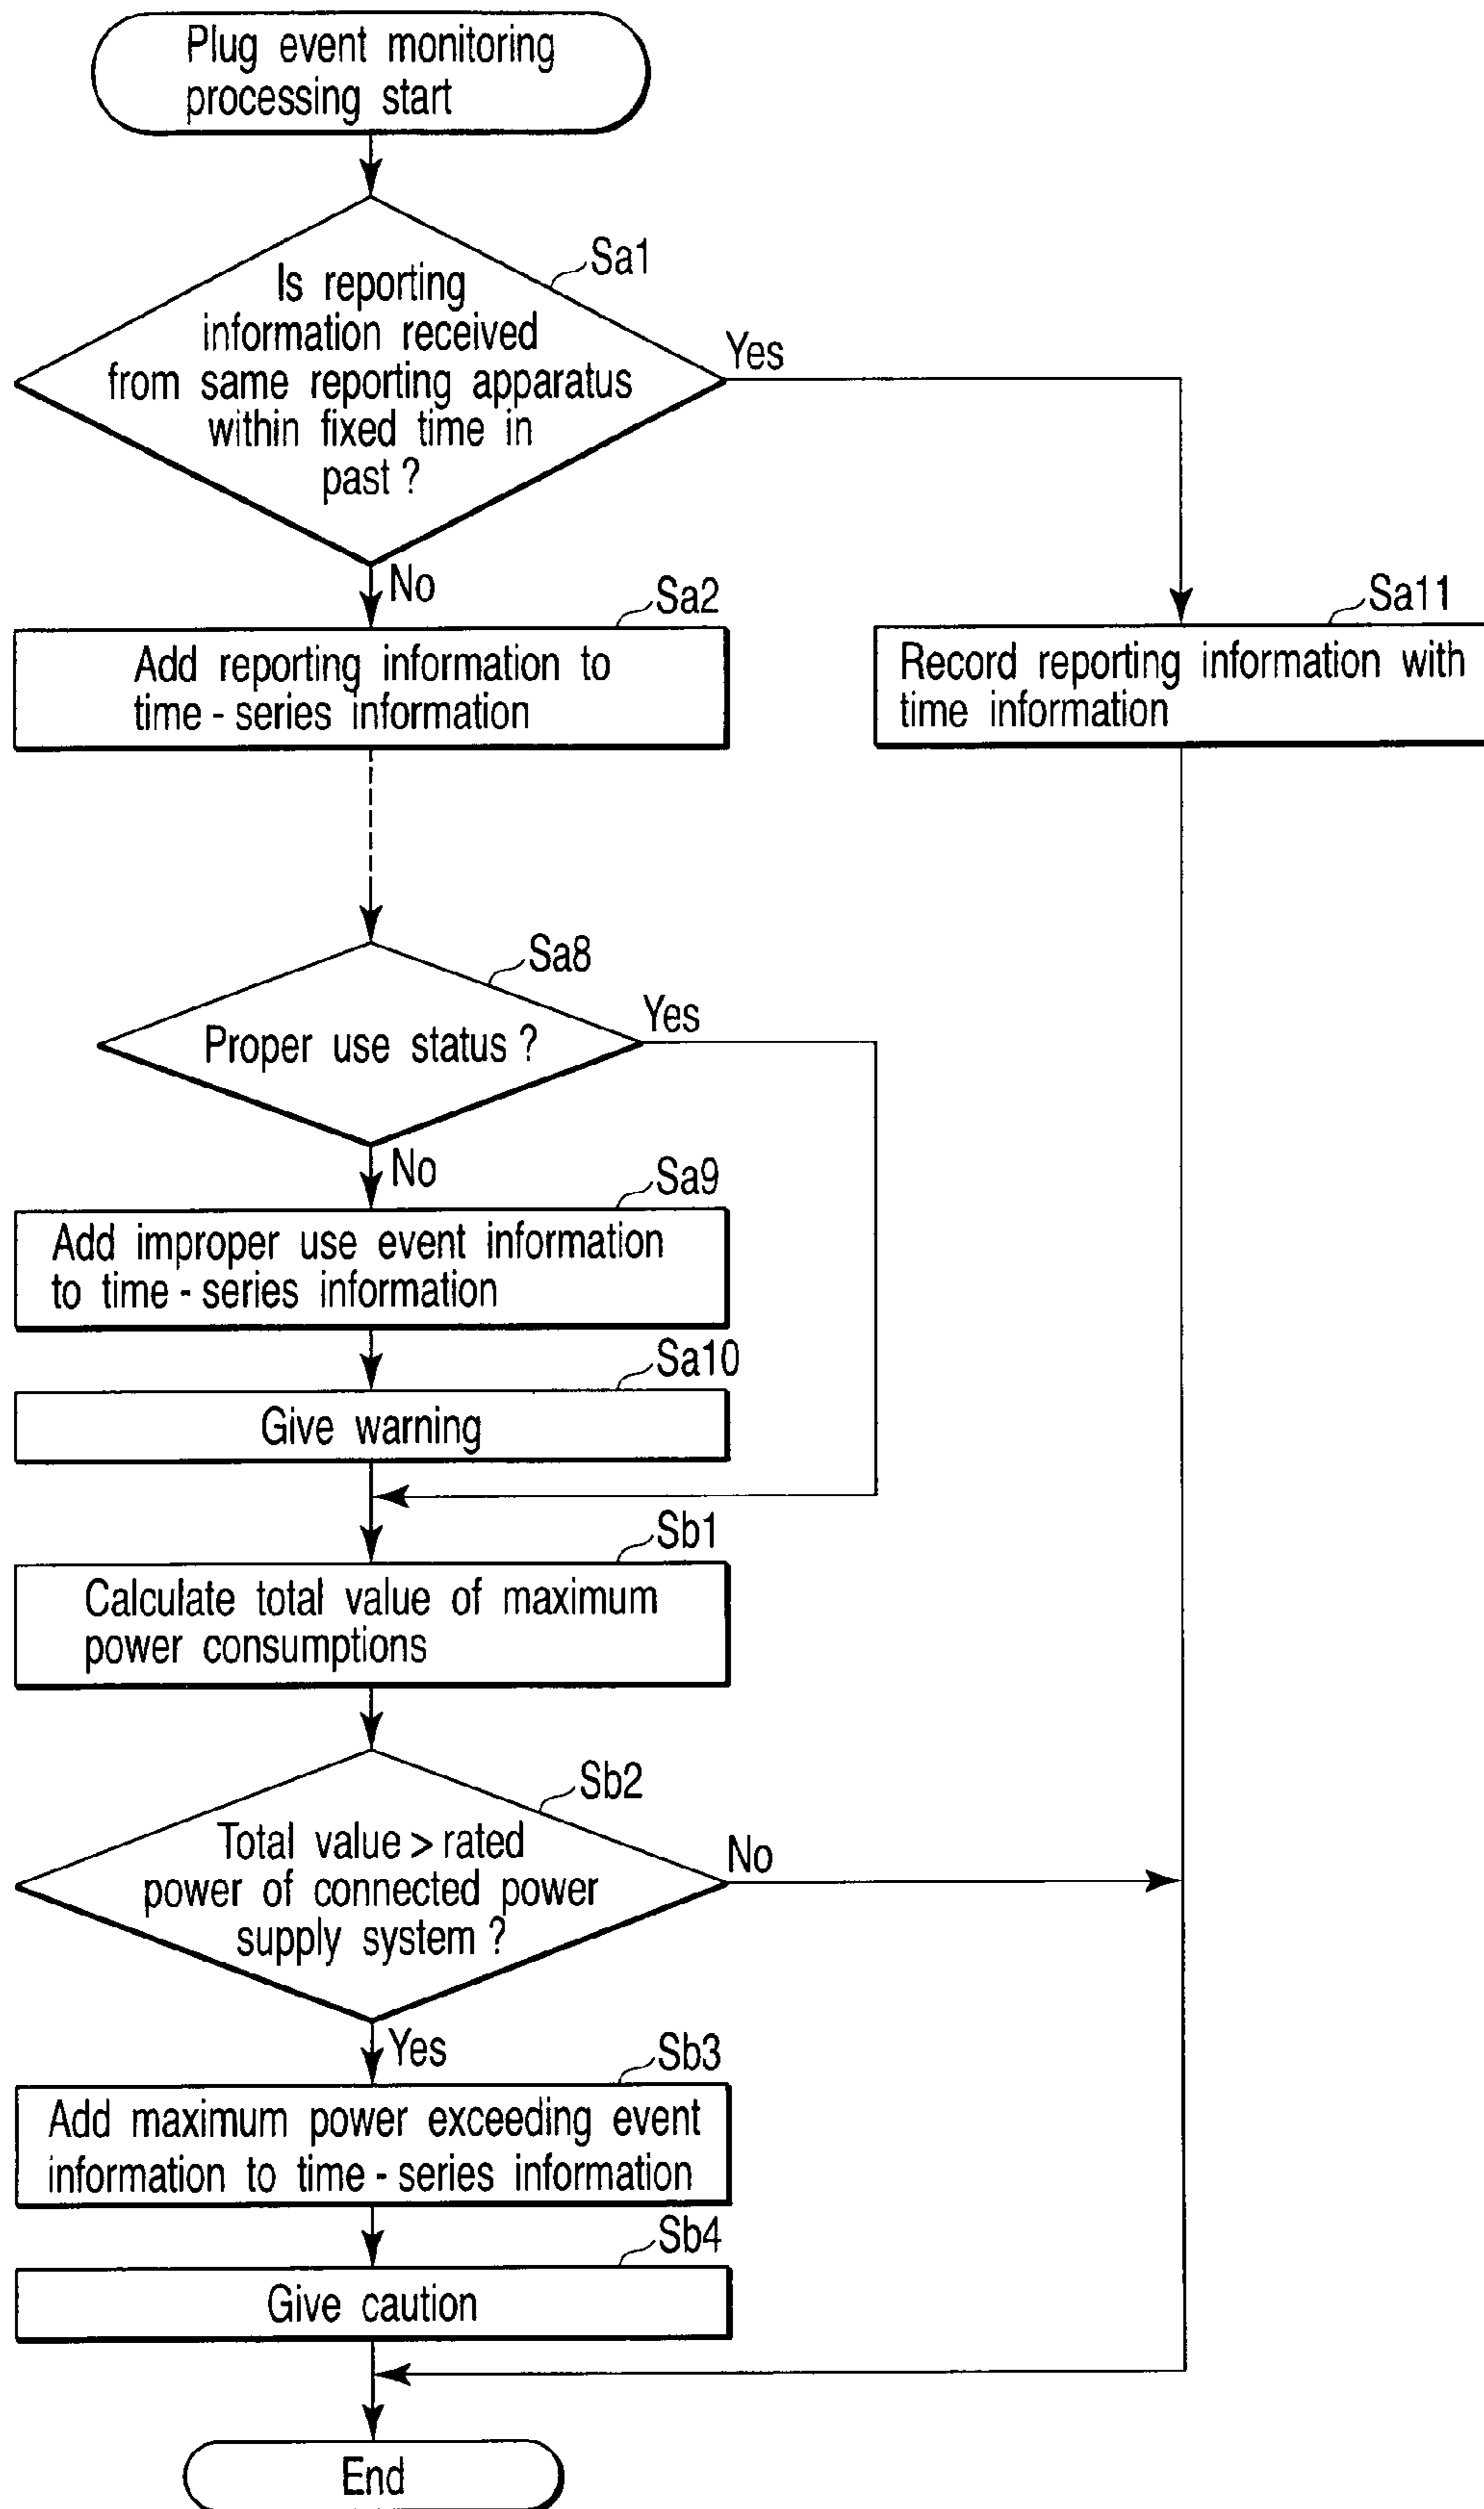 Plug event monitoring
processing start
Sa1
Is reporting
information received
from same reporting apparatus
within fixed time in
past ?
Yes
No
Sa2
Add reporting information to
time - series information
Sa11
Record reporting information with
time information
Sa8
Proper use status ?
Yes
No
Sa9
Add improper use event information
to time - series information
Sa10
Give warning
Sb1
Calculate total value of maximum
power consumptions
Sb2
Total value > rated
power of connected power
supply system ?
No
Yes
Sb3
Add maximum power exceeding event
information to time - series information
Sb4
Give caution
End